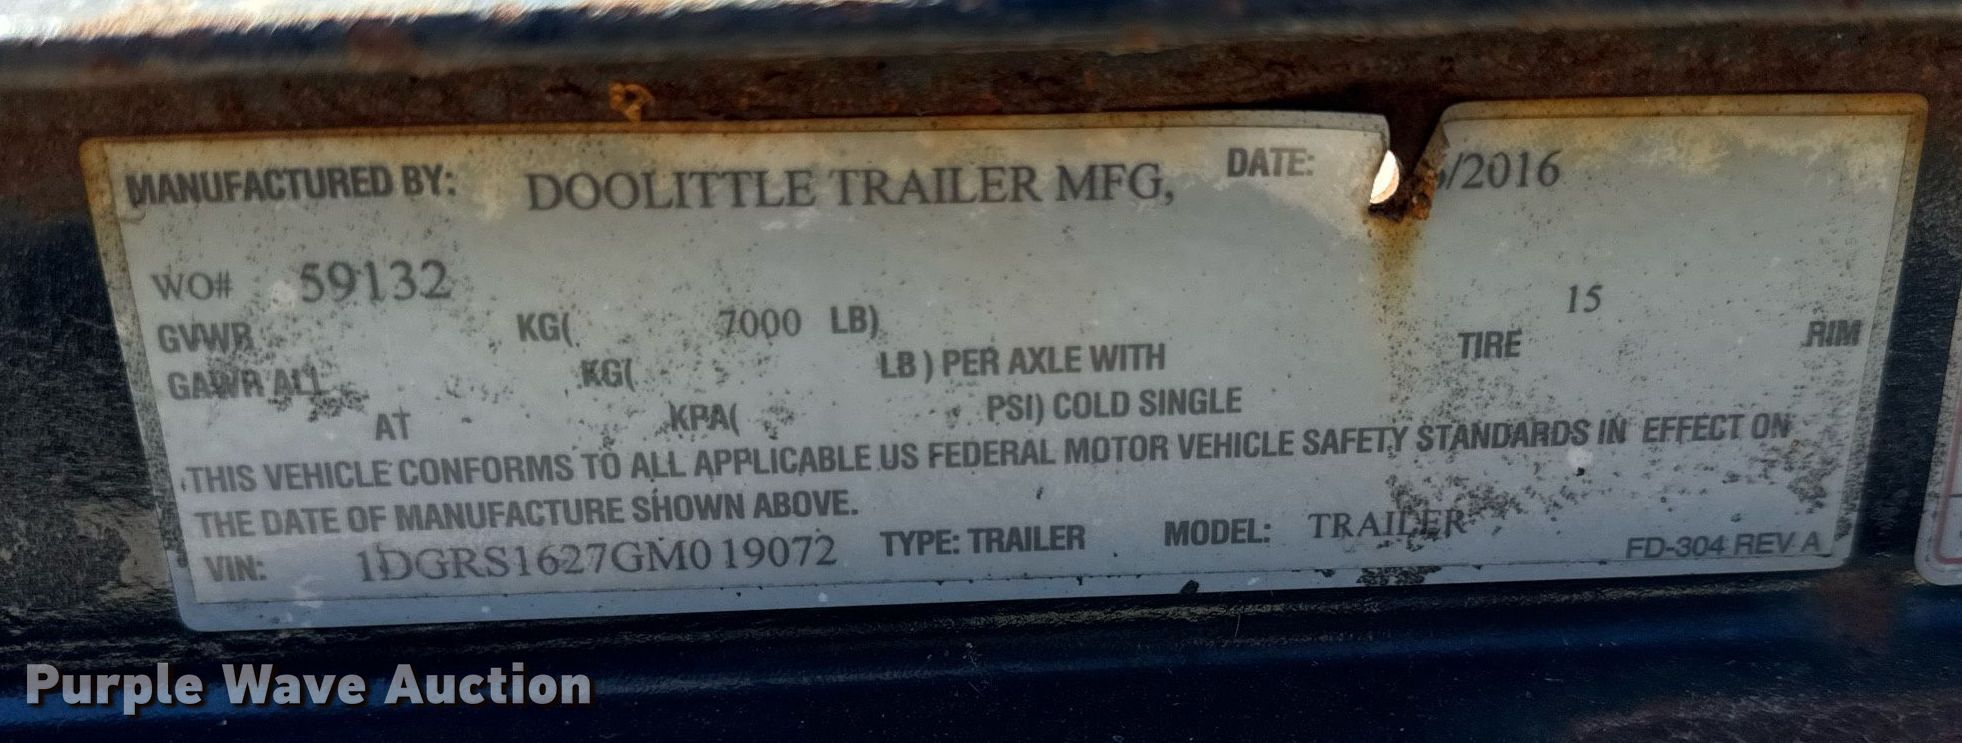 MANUFACTURED BY: DOOLITTLE TRAILER MFG, DATE: /2016
WO# 59132
GVWR KG( 7000 LB) 15
GAWR ALL KG( LB) PER AXLE WITH TIRE RIM
AT KPA( PSI) COLD SINGLE
THIS VEHICLE CONFORMS TO ALL APPLICABLE US FEDERAL MOTOR VEHICLE SAFETY STANDARDS IN EFFECT ON
THE DATE OF MANUFACTURE SHOWN ABOVE.
VIN: 1DGRS1627GM019072 TYPE: TRAILER MODEL: TRAILER
FD-304 REV A
Purple Wave Auction